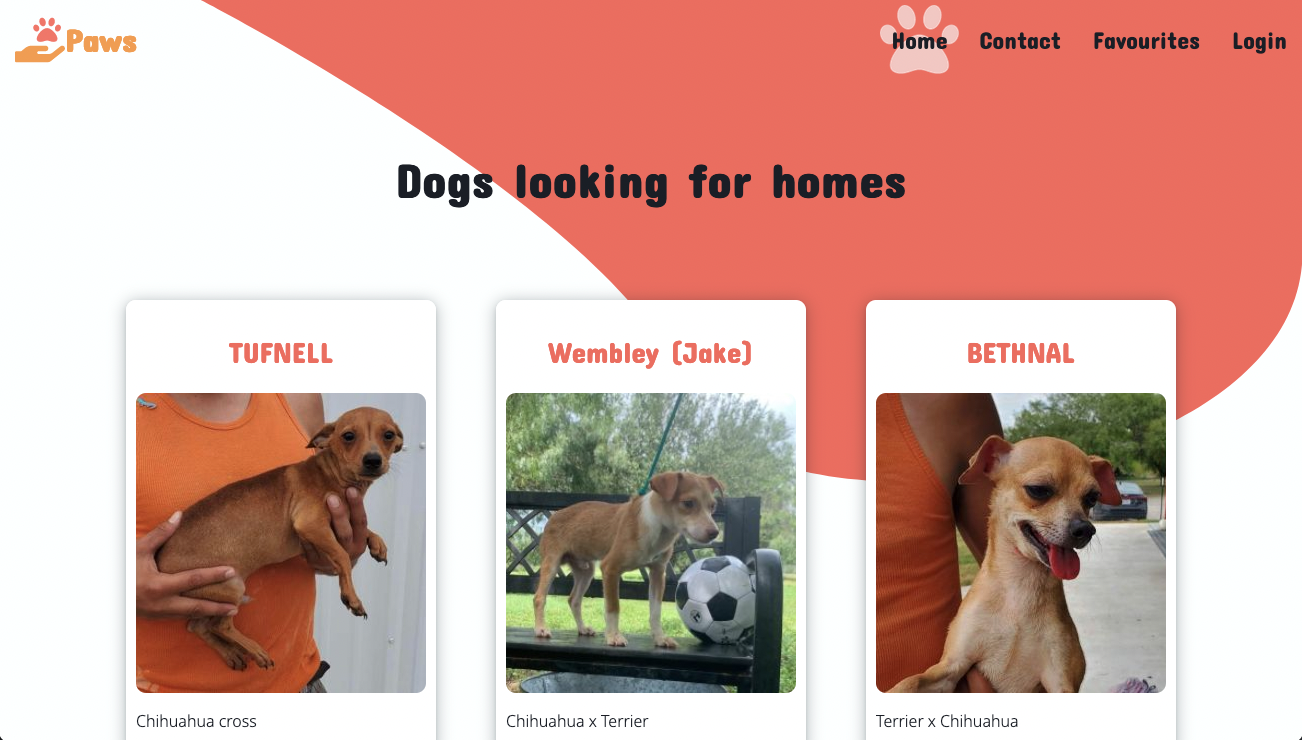 Paws
Home Contact Favourites Login
Dogs looking for homes
TUFNELL
Wembley (Jake)
BETHNAL
Chihuahua cross
Chihuahua x Terrier
Terrier x Chihuahua